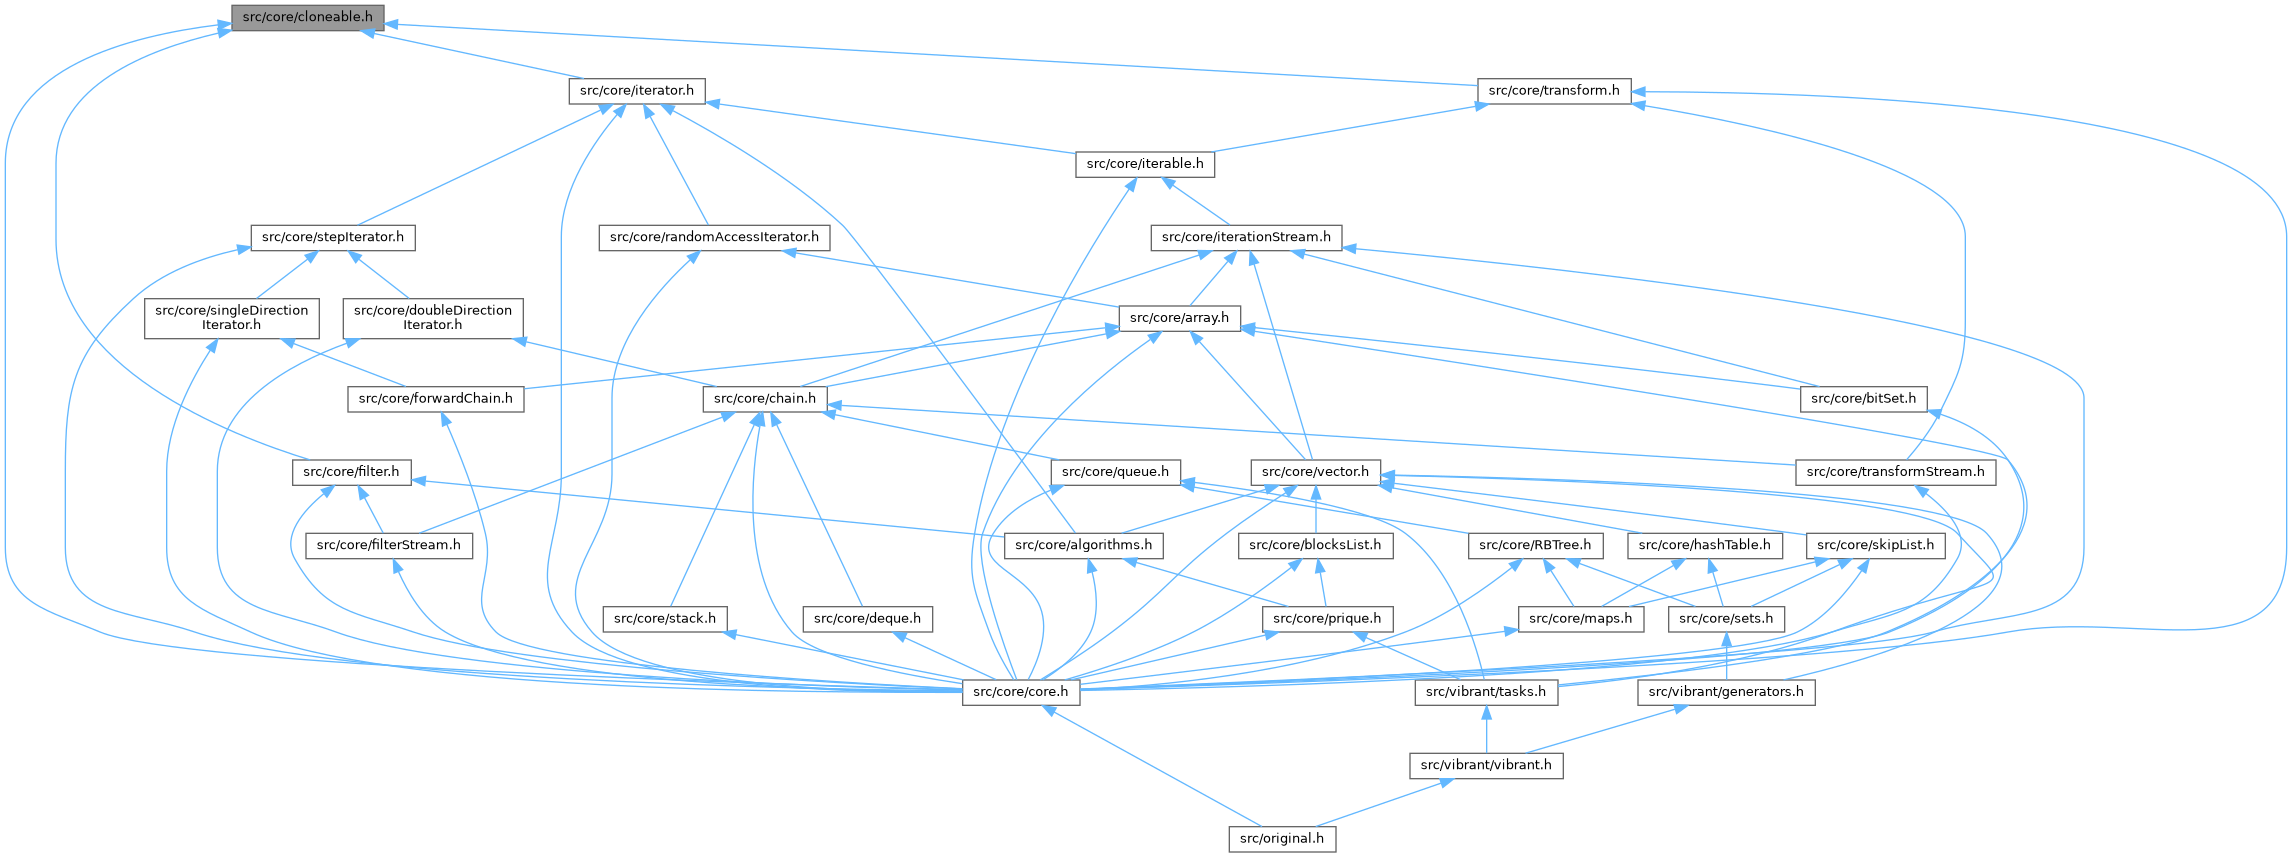 src/core/cloneable.h
src/core/iterator.h
src/core/transform.h
src/core/iterable.h
src/core/stepIterator.h
src/core/randomAccessIterator.h
src/core/iterationStream.h
src/core/singleDirection
Iterator.h
src/core/doubleDirection
Iterator.h
src/core/array.h
src/core/forwardChain.h
src/core/chain.h
src/core/bitSet.h
src/core/filter.h
src/core/queue.h
src/core/vector.h
src/core/transformStream.h
src/core/filterStream.h
src/core/algorithms.h
src/core/blocksList.h
src/core/RBTree.h
src/core/hashTable.h
src/core/skipList.h
src/core/stack.h
src/core/deque.h
src/core/prique.h
src/core/maps.h
src/core/sets.h
src/core/core.h
src/vibrant/tasks.h
src/vibrant/generators.h
src/vibrant/vibrant.h
src/original.h